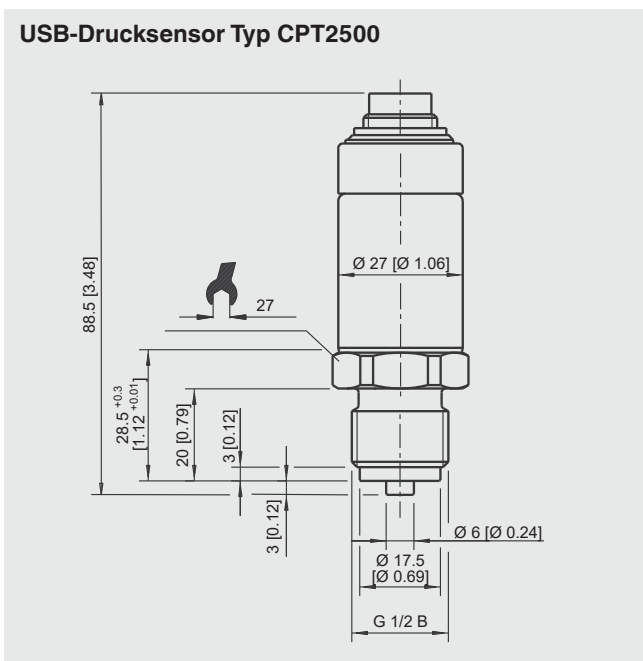 USB-Drucksensor Typ CPT2500
88.5 [3.48]
Ø 27 [Ø 1.06]
27
28.5 +0.3
[1.12 +0.01]
20 [0.79]
3 [0.12]
3 [0.12]
Ø 6 [Ø 0.24]
Ø 17.5
[Ø 0.69]
G 1/2 B